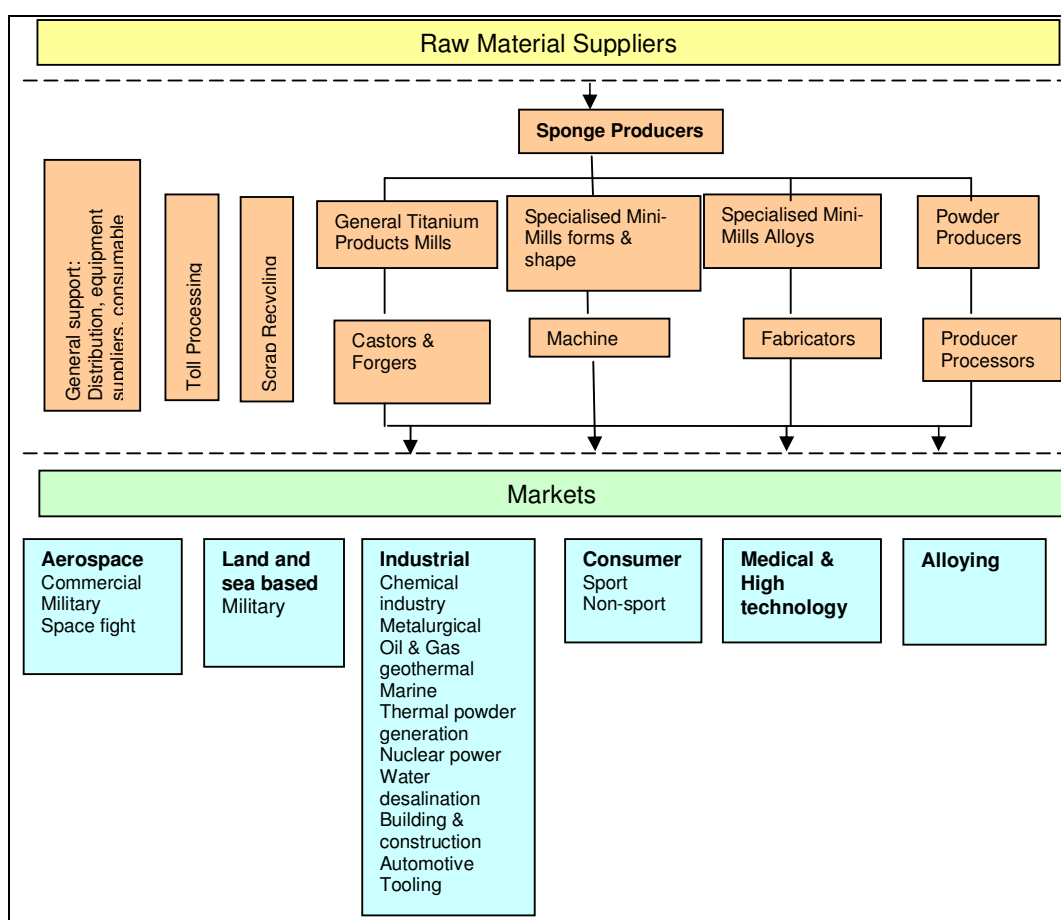 Raw Material Suppliers
Sponge Producers
General support:
Distribution, equipment
suppliers, consumable
Toll Processing
Scrap Recycling
General Titanium
Products Mills
Specialised Mini-
Mills forms &
shape
Specialised Mini-
Mills Alloys
Powder
Producers
Castors &
Forgers
Machine
Fabricators
Producer
Processors
Markets
Aerospace
Commercial
Military
Space fight
Land and
sea based
Military
Industrial
Chemical
industry
Metalurgical
Oil & Gas
geothermal
Marine
Thermal powder
generation
Nuclear power
Water
desalination
Building &
construction
Automotive
Tooling
Consumer
Sport
Non-sport
Medical &
High
technology
Alloying